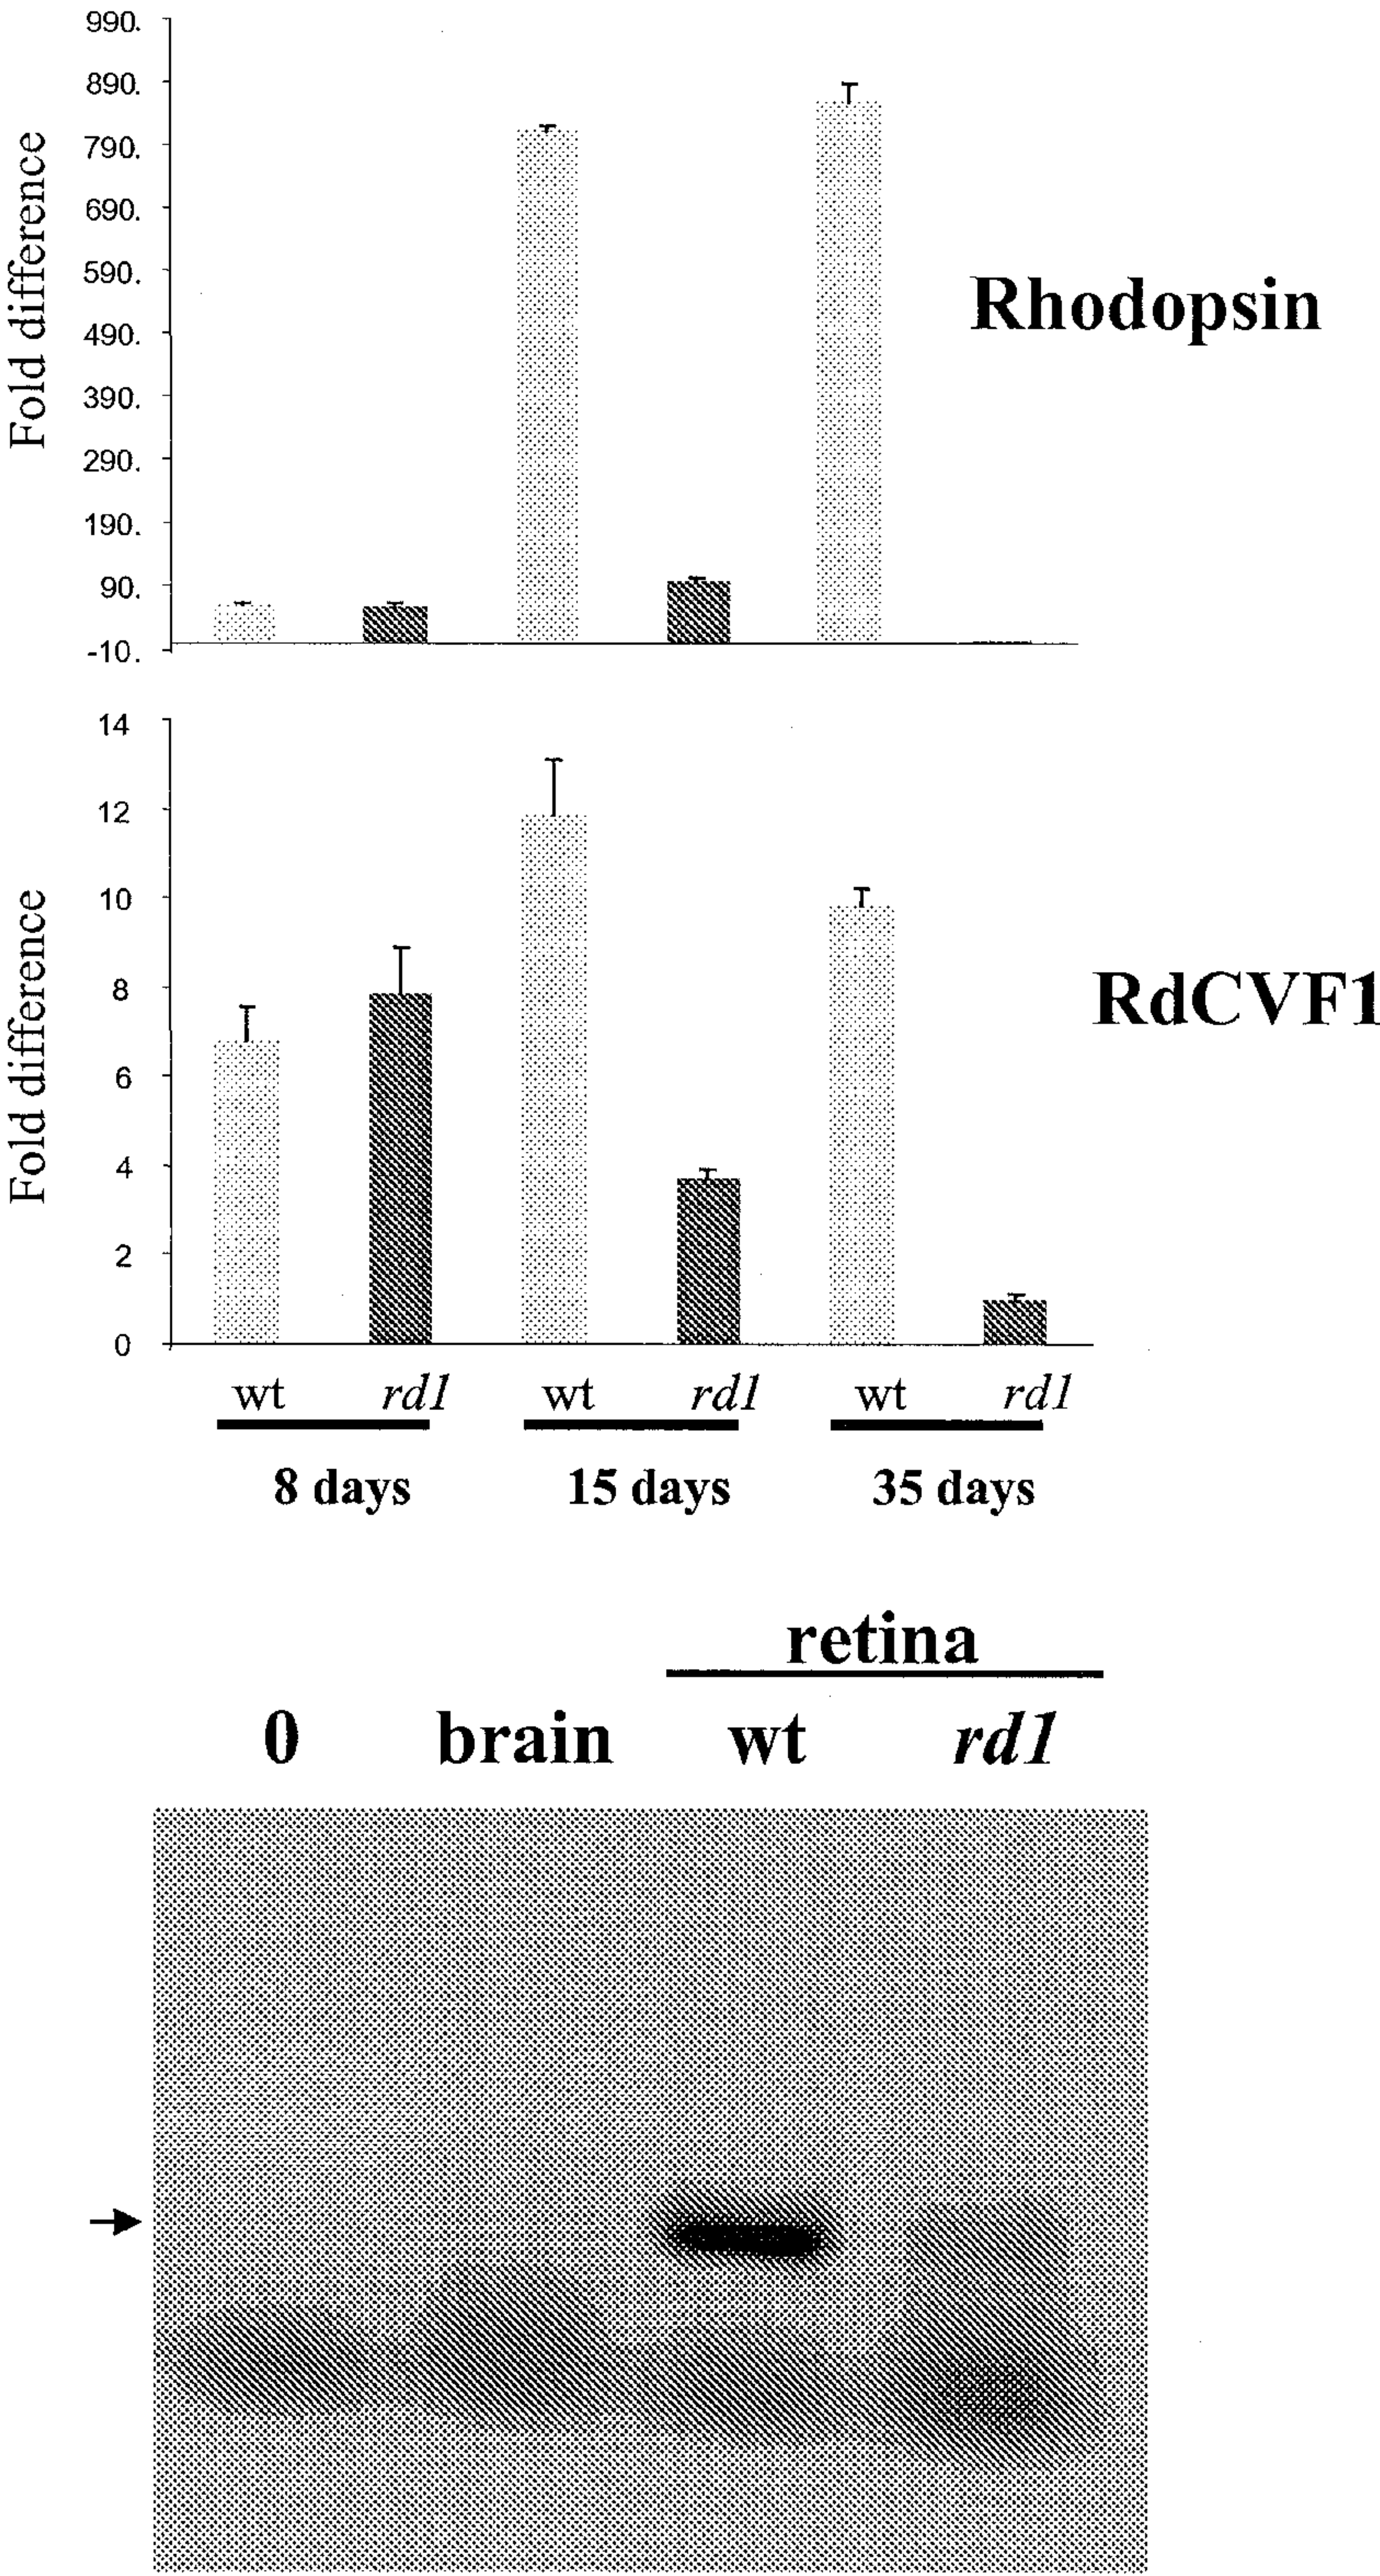 990.
890.
790.
690.
590.
490.
390.
290.
190.
90.
-10.
Fold difference
Rhodopsin
14
12
10
8
6
4
2
0
Fold difference
RdCVF1
wt rd1 wt rd1 wt rd1
8 days 15 days 35 days
retina
0 brain wt rd1